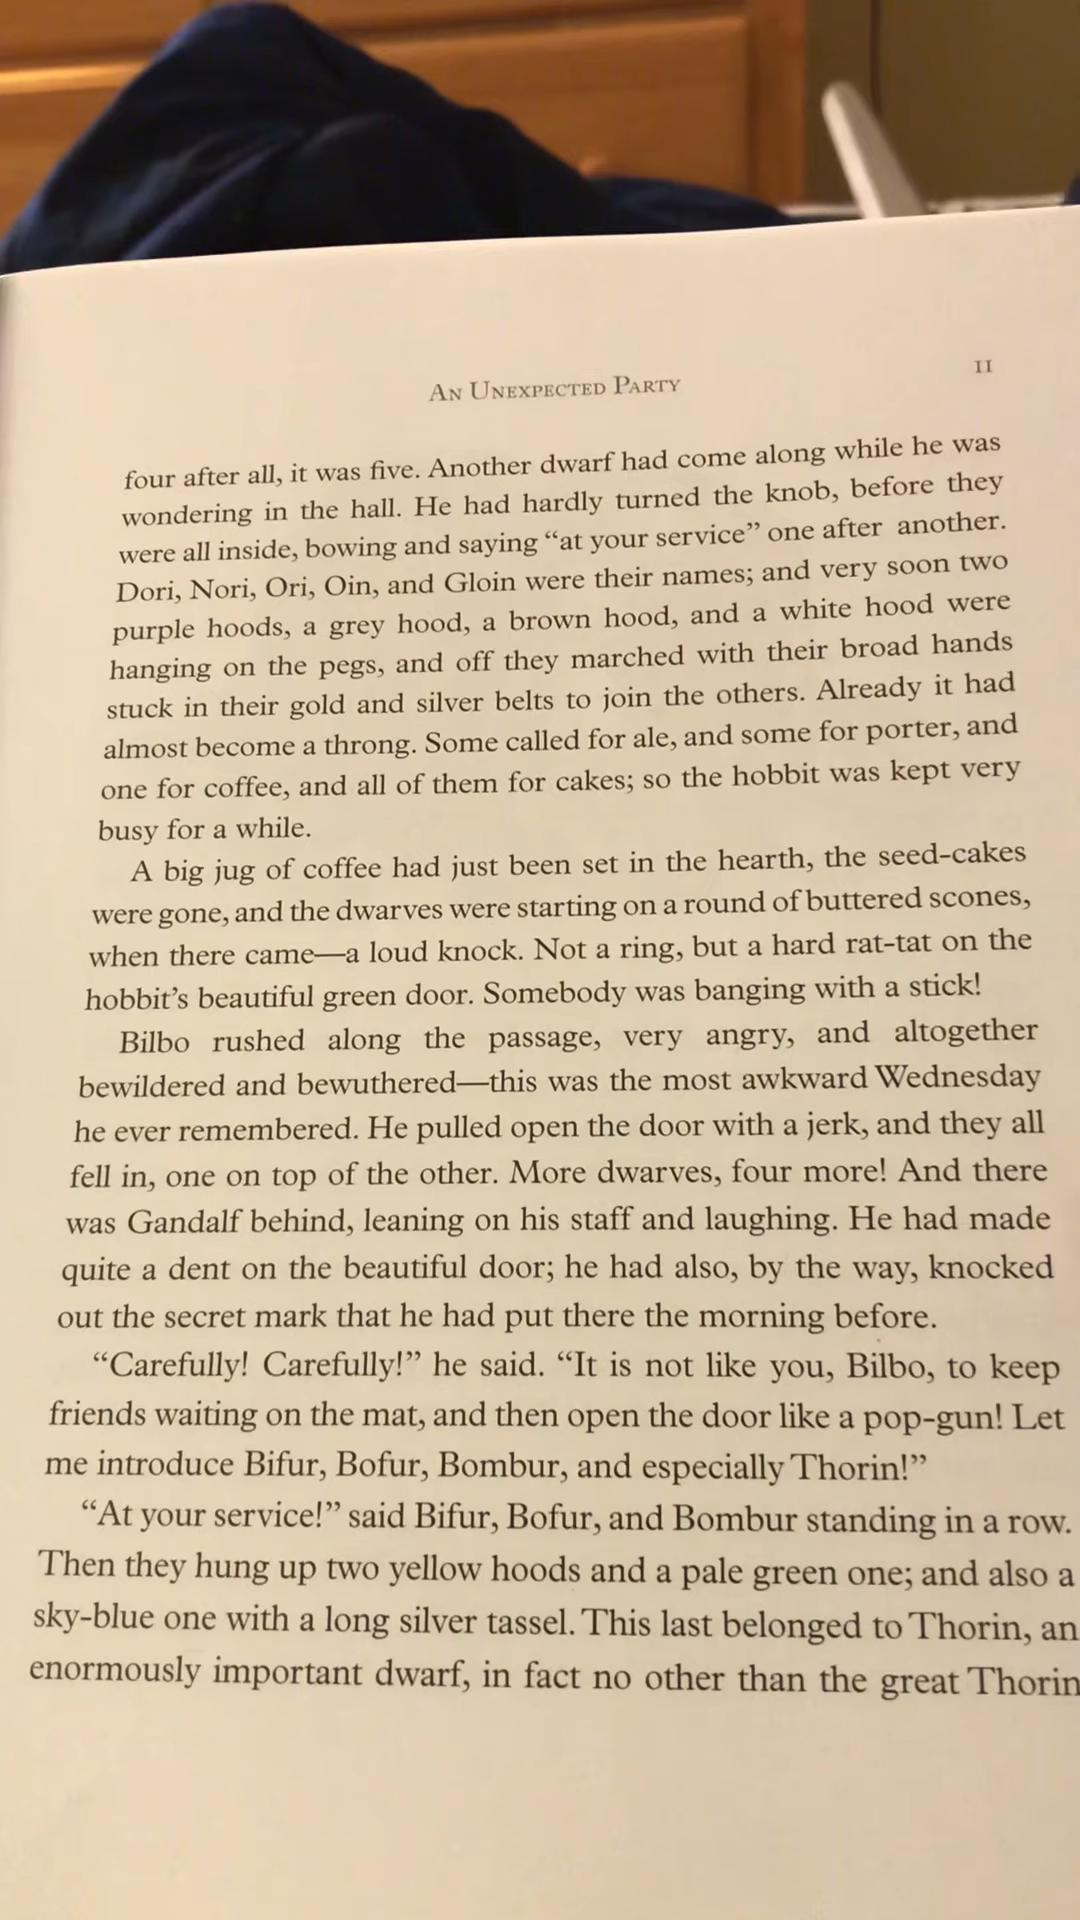 An Unexpected Party
11
four after all, it was five. Another dwarf had come along while he was
wondering in the hall. He had hardly turned the knob, before they
were all inside, bowing and saying “at your service” one after another.
Dori, Nori, Ori, Oin, and Gloin were their names; and very soon two
purple hoods, a grey hood, a brown hood, and a white hood were
hanging on the pegs, and off they marched with their broad hands
stuck in their gold and silver belts to join the others. Already it had
almost become a throng. Some called for ale, and some for porter, and
one for coffee, and all of them for cakes; so the hobbit was kept very
busy for a while.
A big jug of coffee had just been set in the hearth, the seed-cakes
were gone, and the dwarves were starting on a round of buttered scones,
when there came—a loud knock. Not a ring, but a hard rat-tat on the
hobbit’s beautiful green door. Somebody was banging with a stick!
Bilbo rushed along the passage, very angry, and altogether
bewildered and bewuthered—this was the most awkward Wednesday
he ever remembered. He pulled open the door with a jerk, and they all
fell in, one on top of the other. More dwarves, four more! And there
was Gandalf behind, leaning on his staff and laughing. He had made
quite a dent on the beautiful door; he had also, by the way, knocked
out the secret mark that he had put there the morning before.
“Carefully! Carefully!” he said. “It is not like you, Bilbo, to keep
friends waiting on the mat, and then open the door like a pop-gun! Let
me introduce Bifur, Bofur, Bombur, and especially Thorin!”
“At your service!” said Bifur, Bofur, and Bombur standing in a row.
Then they hung up two yellow hoods and a pale green one; and also a
sky-blue one with a long silver tassel. This last belonged to Thorin, an
enormously important dwarf, in fact no other than the great Thorin